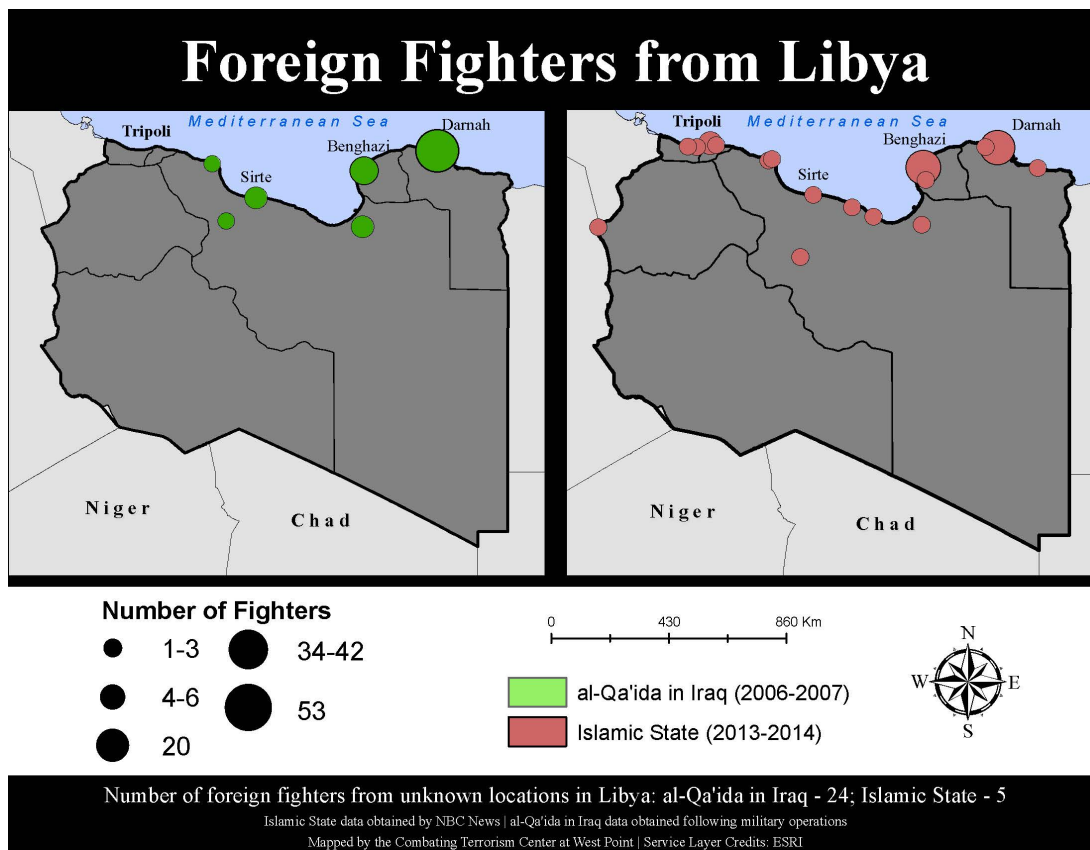 Foreign Fighters from Libya
Mediterranean Sea
Tripoli
Benghazi
Darnah
Sirte
Niger
Chad
Mediterranean Sea
Tripoli
Benghazi
Darnah
Sirte
Niger
Chad
Number of Fighters
1-3
4-6
20
34-42
53
0 430 860 Km
al-Qa'ida in Iraq (2006-2007)
Islamic State (2013-2014)
N
W E
S
Number of foreign fighters from unknown locations in Libya: al-Qa'ida in Iraq - 24; Islamic State - 5
Islamic State data obtained by NBC News | al-Qa'ida in Iraq data obtained following military operations
Mapped by the Combating Terrorism Center at West Point | Service Layer Credits: ESRI